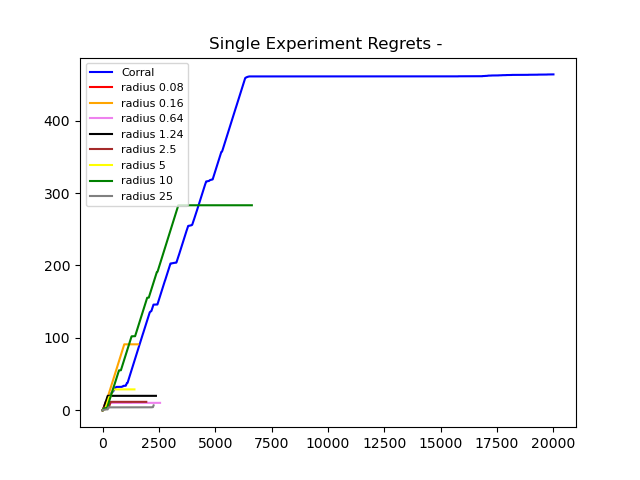 Single Experiment Regrets -
Corral
radius 0.08
radius 0.16
radius 0.64
radius 1.24
radius 2.5
radius 5
radius 10
radius 25
400
300
200
100
0
0 2500 5000 7500 10000 12500 15000 17500 20000